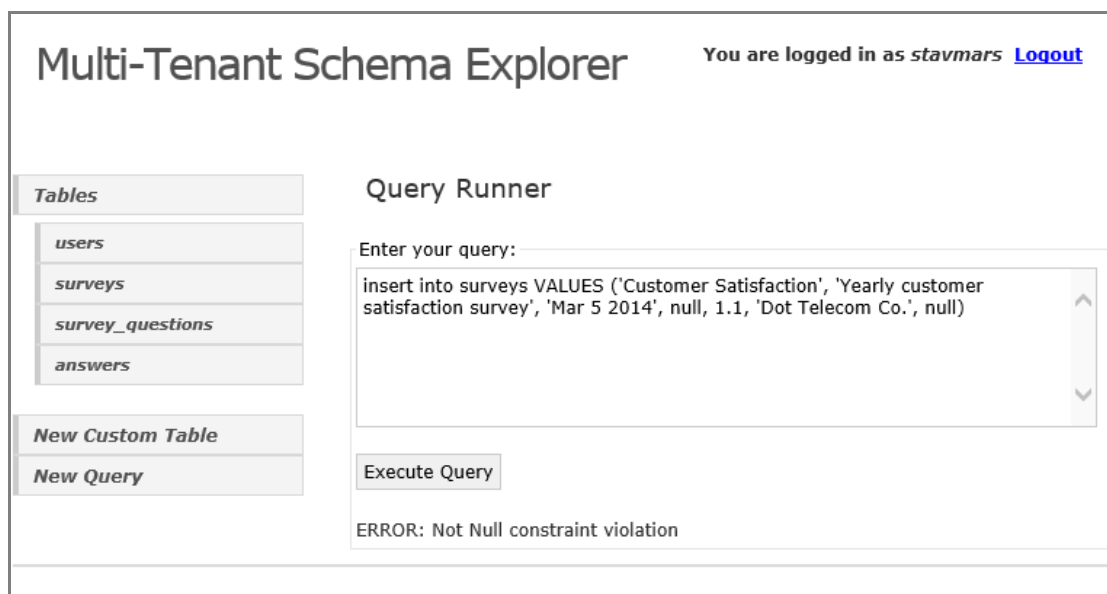 Multi-Tenant Schema Explorer
You are logged in as stavmars Logout
Tables
users
surveys
survey_questions
answers
New Custom Table
New Query
Query Runner
Enter your query:
insert into surveys VALUES ('Customer Satisfaction', 'Yearly customer
satisfaction survey', 'Mar 5 2014', null, 1.1, 'Dot Telecom Co.', null)
Execute Query
ERROR: Not Null constraint violation